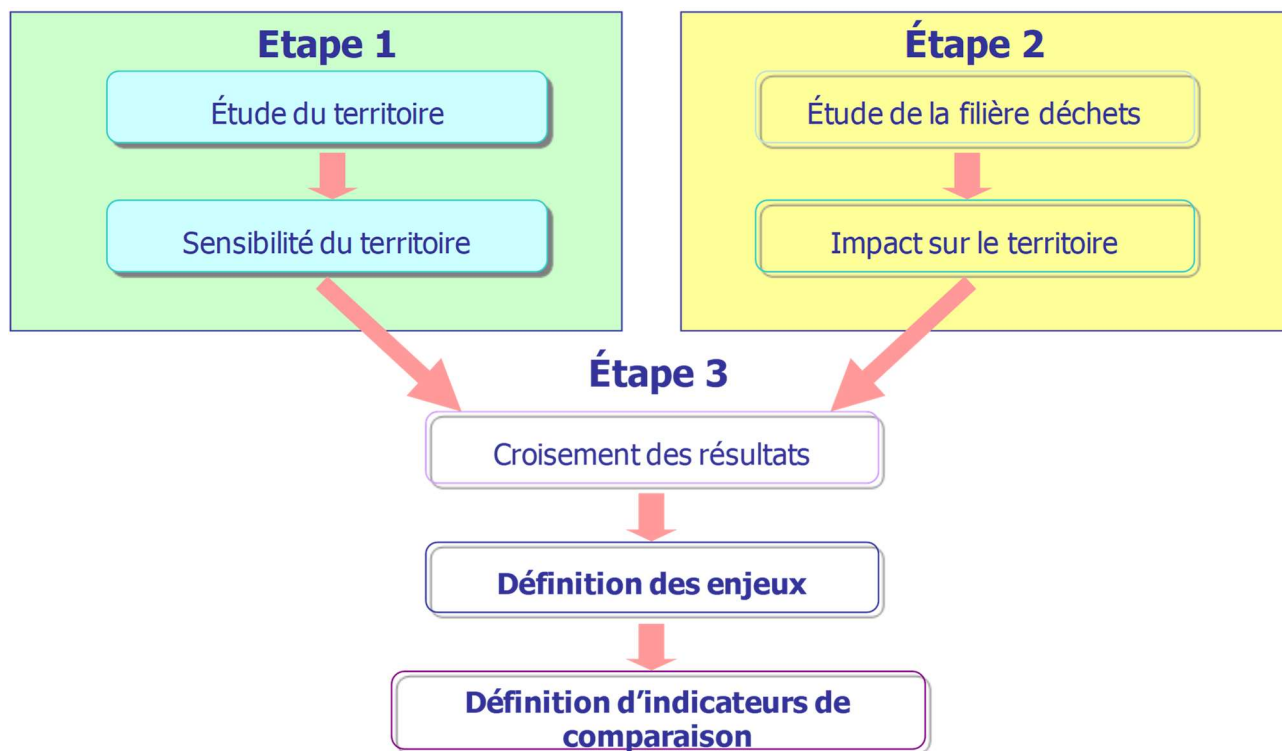 Etape 1
Étude du territoire
Sensibilité du territoire
Étape 2
Étude de la filière déchets
Impact sur le territoire
Étape 3
Croisement des résultats
Définition des enjeux
Définition d’indicateurs de
comparaison